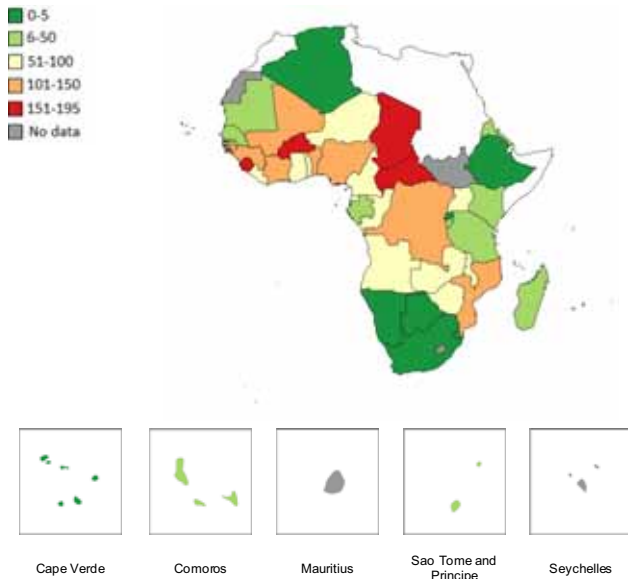 0-5
6-50
51-100
101-150
151-195
No data
Cape Verde
Comoros
Mauritius
Sao Tome and
Principe
Seychelles